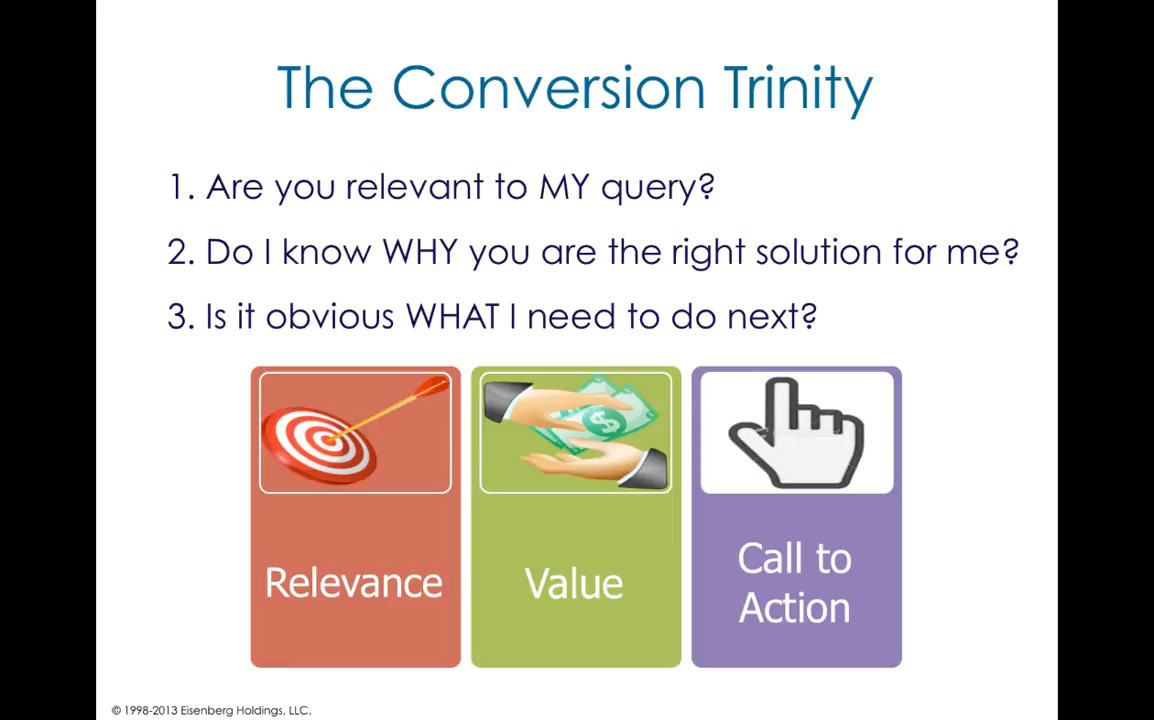 The Conversion Trinity
1. Are you relevant to MY query?
2. Do I know WHY you are the right solution for me?
3. Is it obvious WHAT I need to do next?
Relevance
Value
Call to
Action
© 1998-2013 Eisenberg Holdings, LLC.